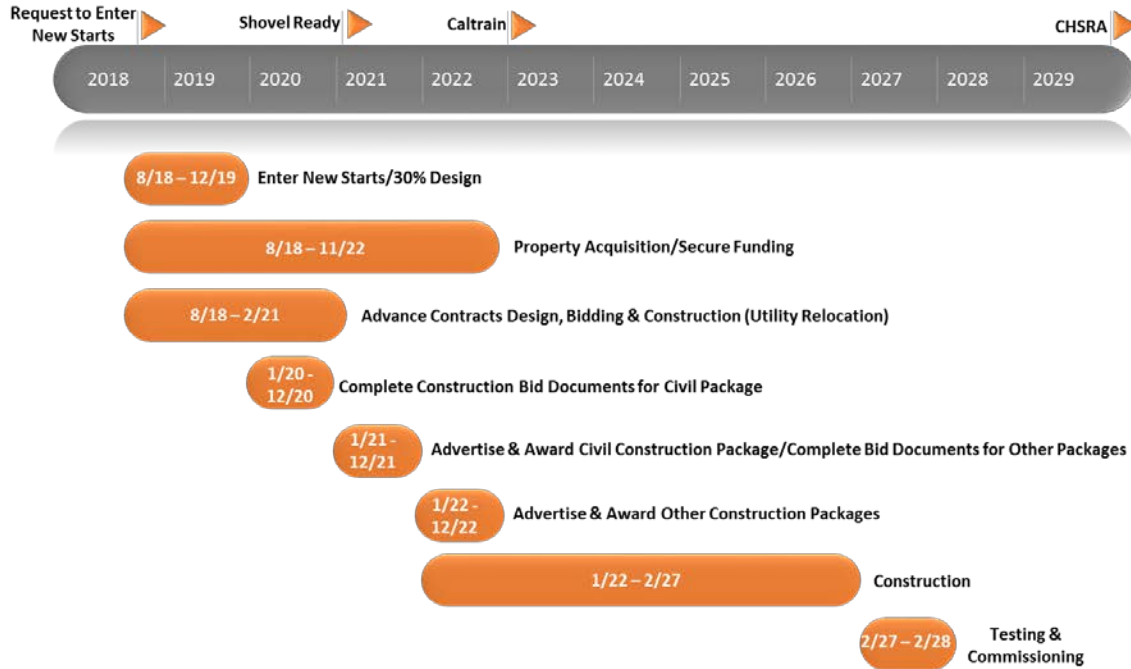 Request to Enter
New Starts
Shovel Ready
Caltrain
CHSRA
2018 2019 2020 2021 2022 2023 2024 2025 2026 2027 2028 2029
8/18 – 12/19 Enter New Starts/30% Design
8/18 – 11/22 Property Acquisition/Secure Funding
8/18 – 2/21 Advance Contracts Design, Bidding & Construction (Utility Relocation)
1/20 -
12/20
Complete Construction Bid Documents for Civil Package
1/21 -
12/21
Advertise & Award Civil Construction Package/Complete Bid Documents for Other Packages
1/22 -
12/22
Advertise & Award Other Construction Packages
1/22 – 2/27 Construction
2/27 – 2/28
Testing &
Commissioning